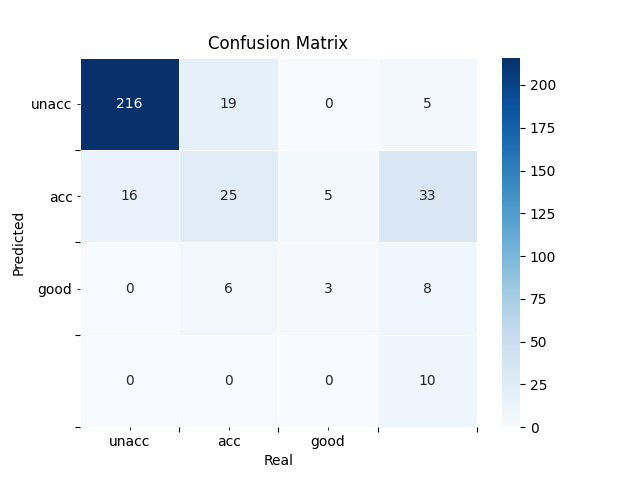 Confusion Matrix
Predicted
unacc 216 19 0 5
acc 16 25 5 33
good 0 6 3 8
0 0 0 10
unacc acc good
Real
200
175
150
125
100
75
50
25
0